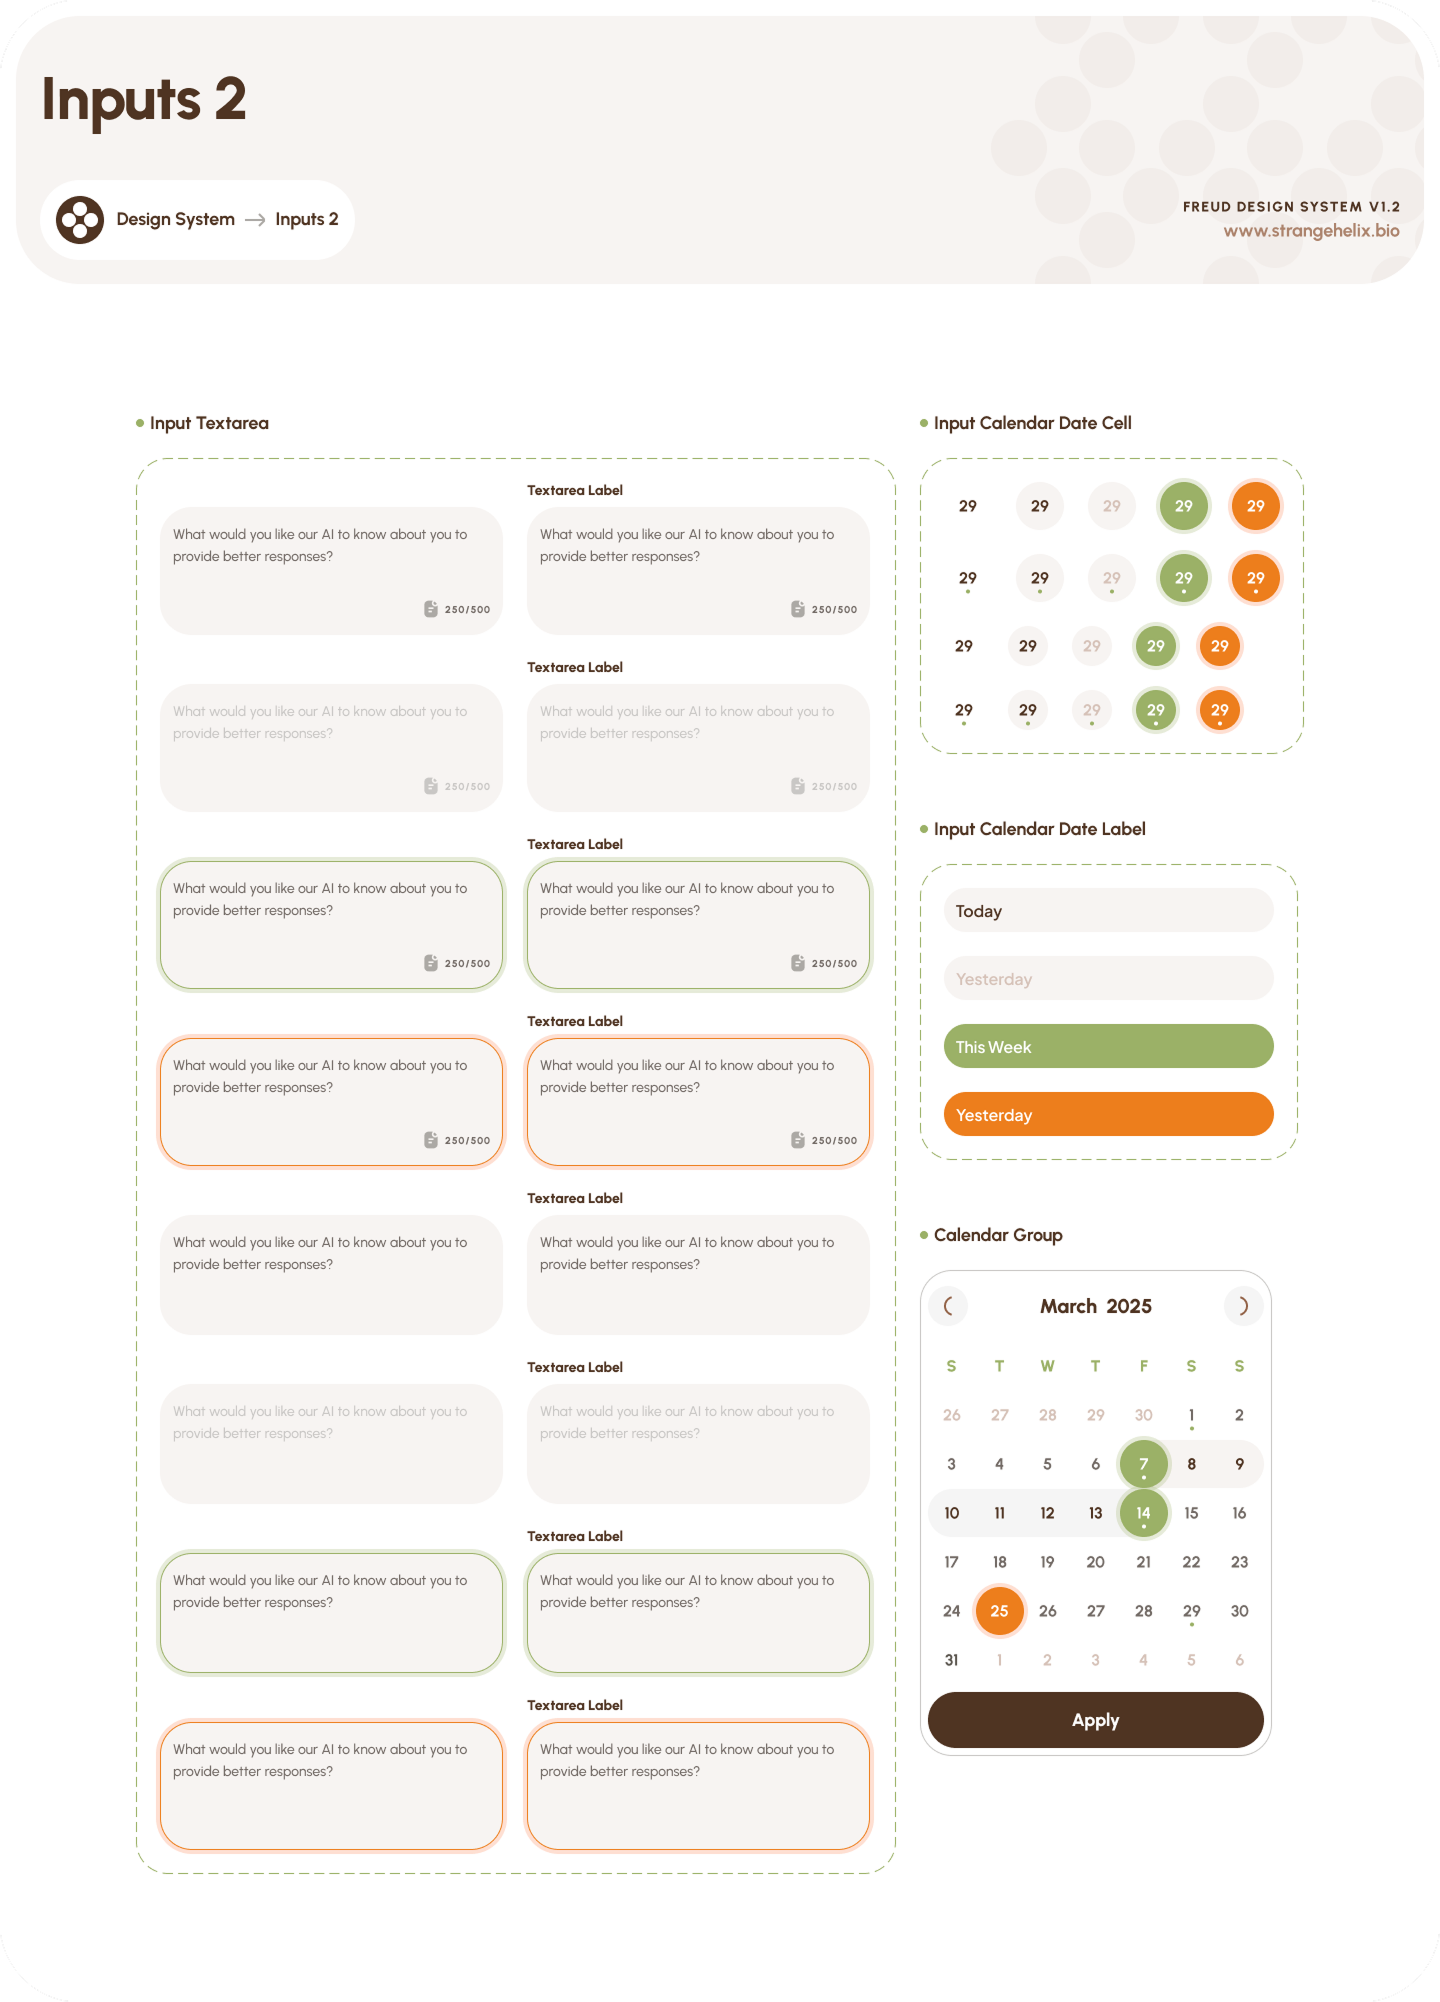 Inputs 2
Design System → Inputs 2
FREUD DESIGN SYSTEM V1.2
www.strangehelix.bio
Input Textarea
What would you like our AI to know about you to
provide better responses?
250/500
Textarea Label
What would you like our AI to know about you to
provide better responses?
250/500
What would you like our AI to know about you to
provide better responses?
250/500
Textarea Label
What would you like our AI to know about you to
provide better responses?
250/500
What would you like our AI to know about you to
provide better responses?
250/500
Textarea Label
What would you like our AI to know about you to
provide better responses?
250/500
What would you like our AI to know about you to
provide better responses?
250/500
Textarea Label
What would you like our AI to know about you to
provide better responses?
250/500
What would you like our AI to know about you to
provide better responses?
Textarea Label
What would you like our AI to know about you to
provide better responses?
What would you like our AI to know about you to
provide better responses?
Textarea Label
What would you like our AI to know about you to
provide better responses?
What would you like our AI to know about you to
provide better responses?
Textarea Label
What would you like our AI to know about you to
provide better responses?
What would you like our AI to know about you to
provide better responses?
Textarea Label
What would you like our AI to know about you to
provide better responses?
Input Calendar Date Cell
29 29 29 29 29
29 29 29 29 29
29 29 29 29 29
29 29 29 29 29
Input Calendar Date Label
Today
Yesterday
This Week
Yesterday
Calendar Group
March 2025
S T W T F S S
26 27 28 29 30 1 2
3 4 5 6 7 8 9
10 11 12 13 14 15 16
17 18 19 20 21 22 23
24 25 26 27 28 29 30
31 1 2 3 4 5 6
Apply